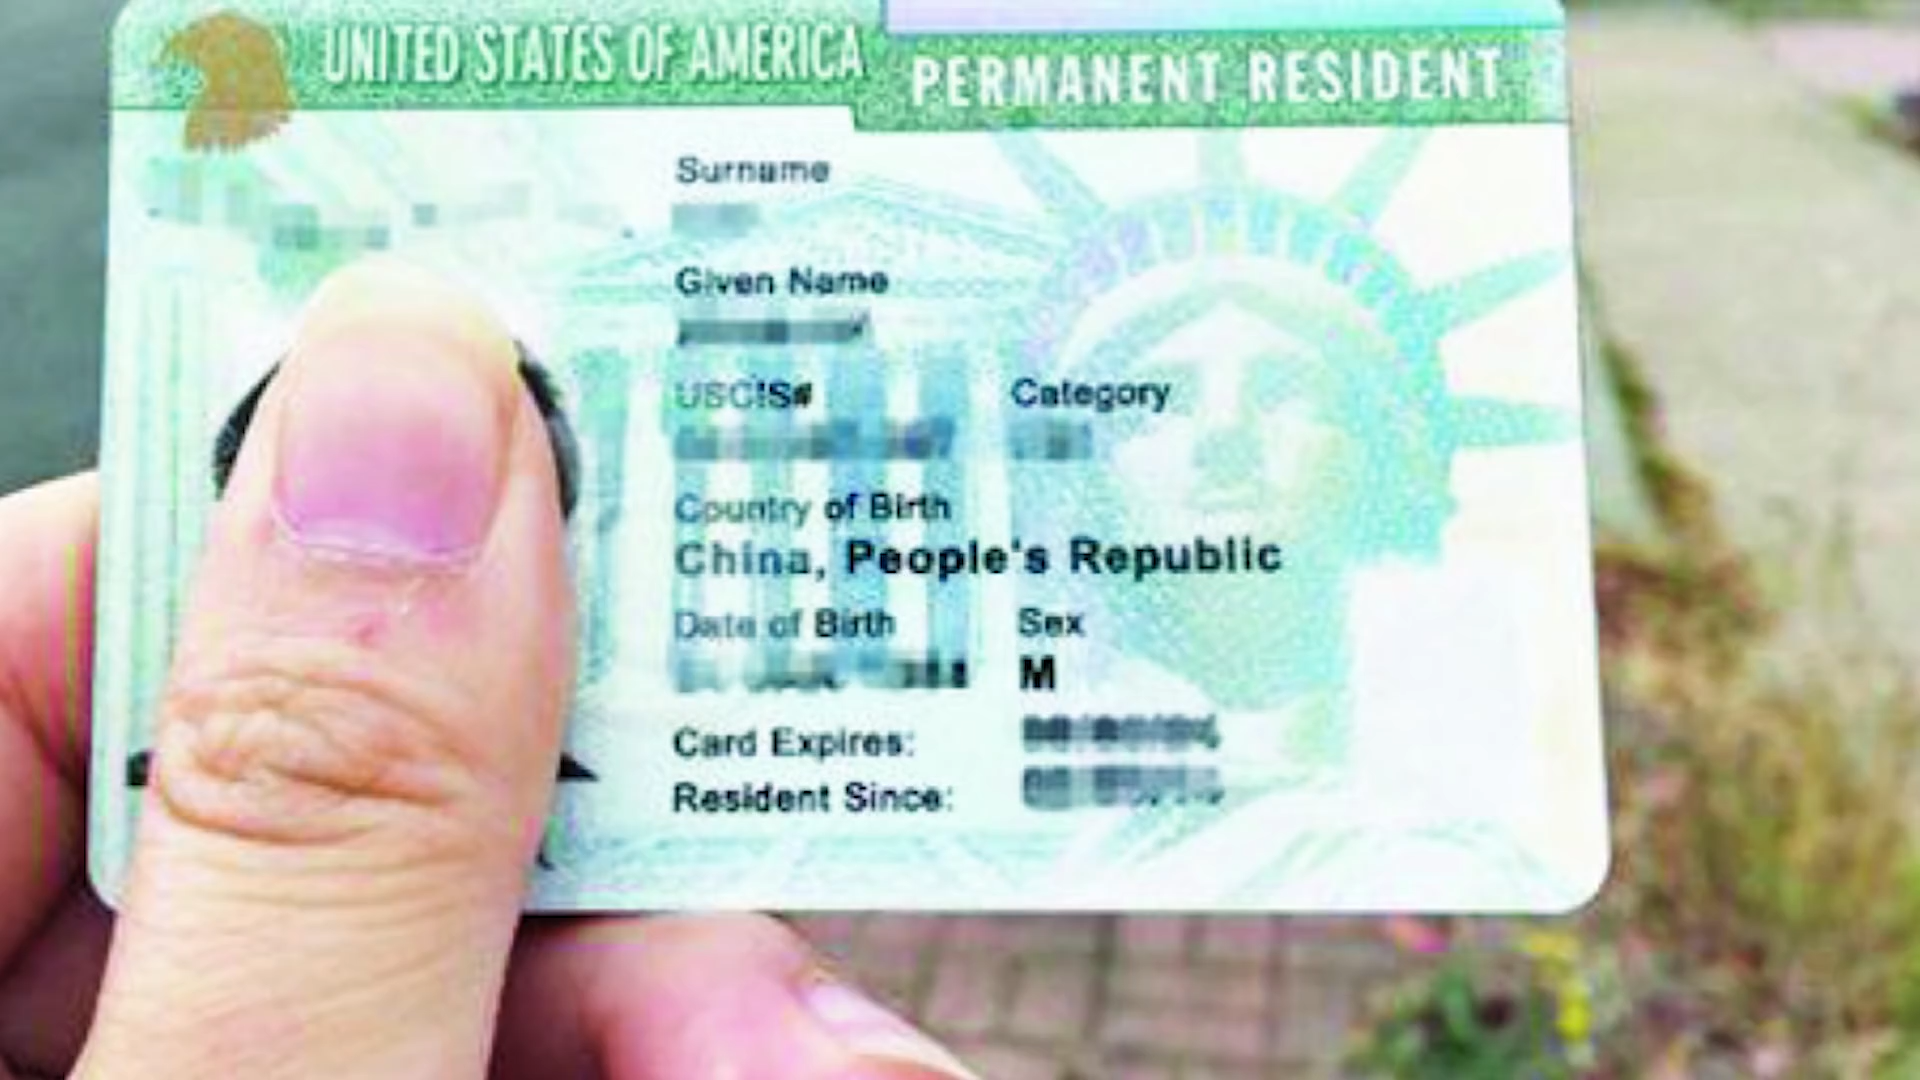 UNITED STATES OF AMERICA
PERMANENT RESIDENT
Surname
Given Name
USCIS# Category
Country of Birth
China, People's Republic
Date of Birth Sex
M
Card Expires:
Resident Since: